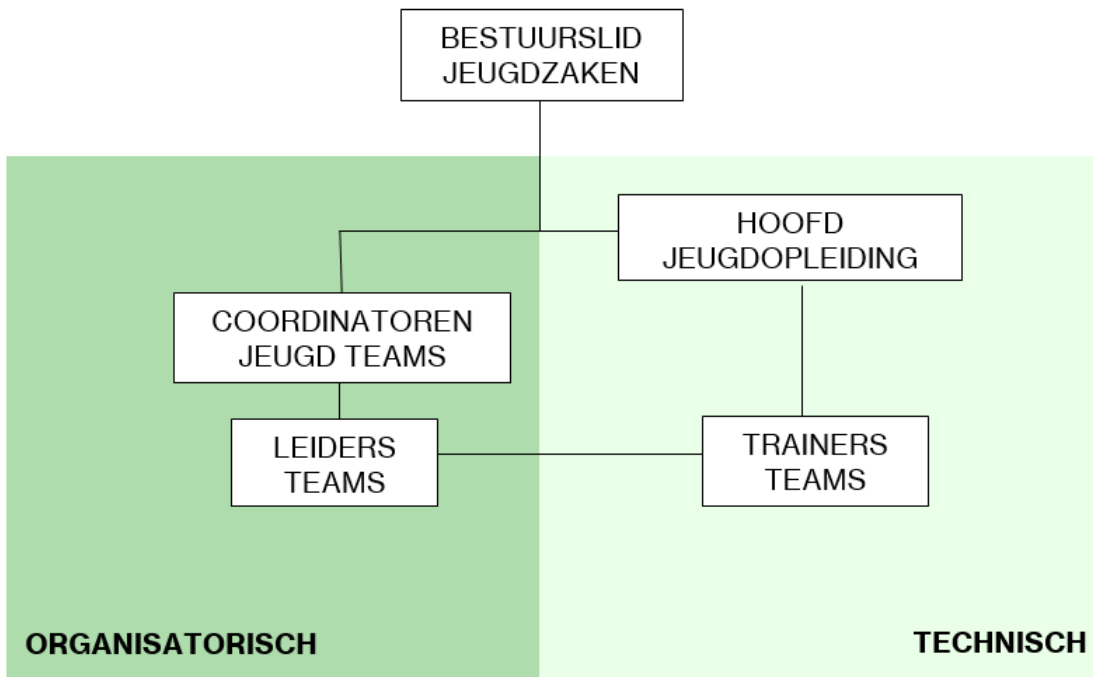 BESTUURSLID
JEUGDZAKEN
HOOFD
JEUGDOPLEIDING
COORDINATOREN
JEUGD TEAMS
LEIDERS
TEAMS
TRAINERS
TEAMS
ORGANISATORISCH
TECHNISCH